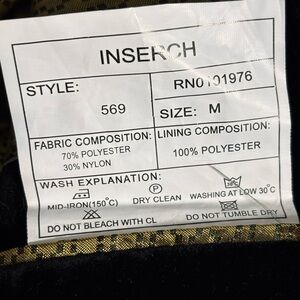 INSERCH
STYLE:
569
RN0101976
SIZE: M
FABRIC COMPOSITION:
70% POLYESTER
30% NYLON
LINING COMPOSITION:
100% POLYESTER
WASH EXPLANATION:
P
MID-IRON(150°C) DRY CLEAN WASHING AT LOW 30°C
DO NOT BLEACH WITH CL DO NOT TUMBLE DRY